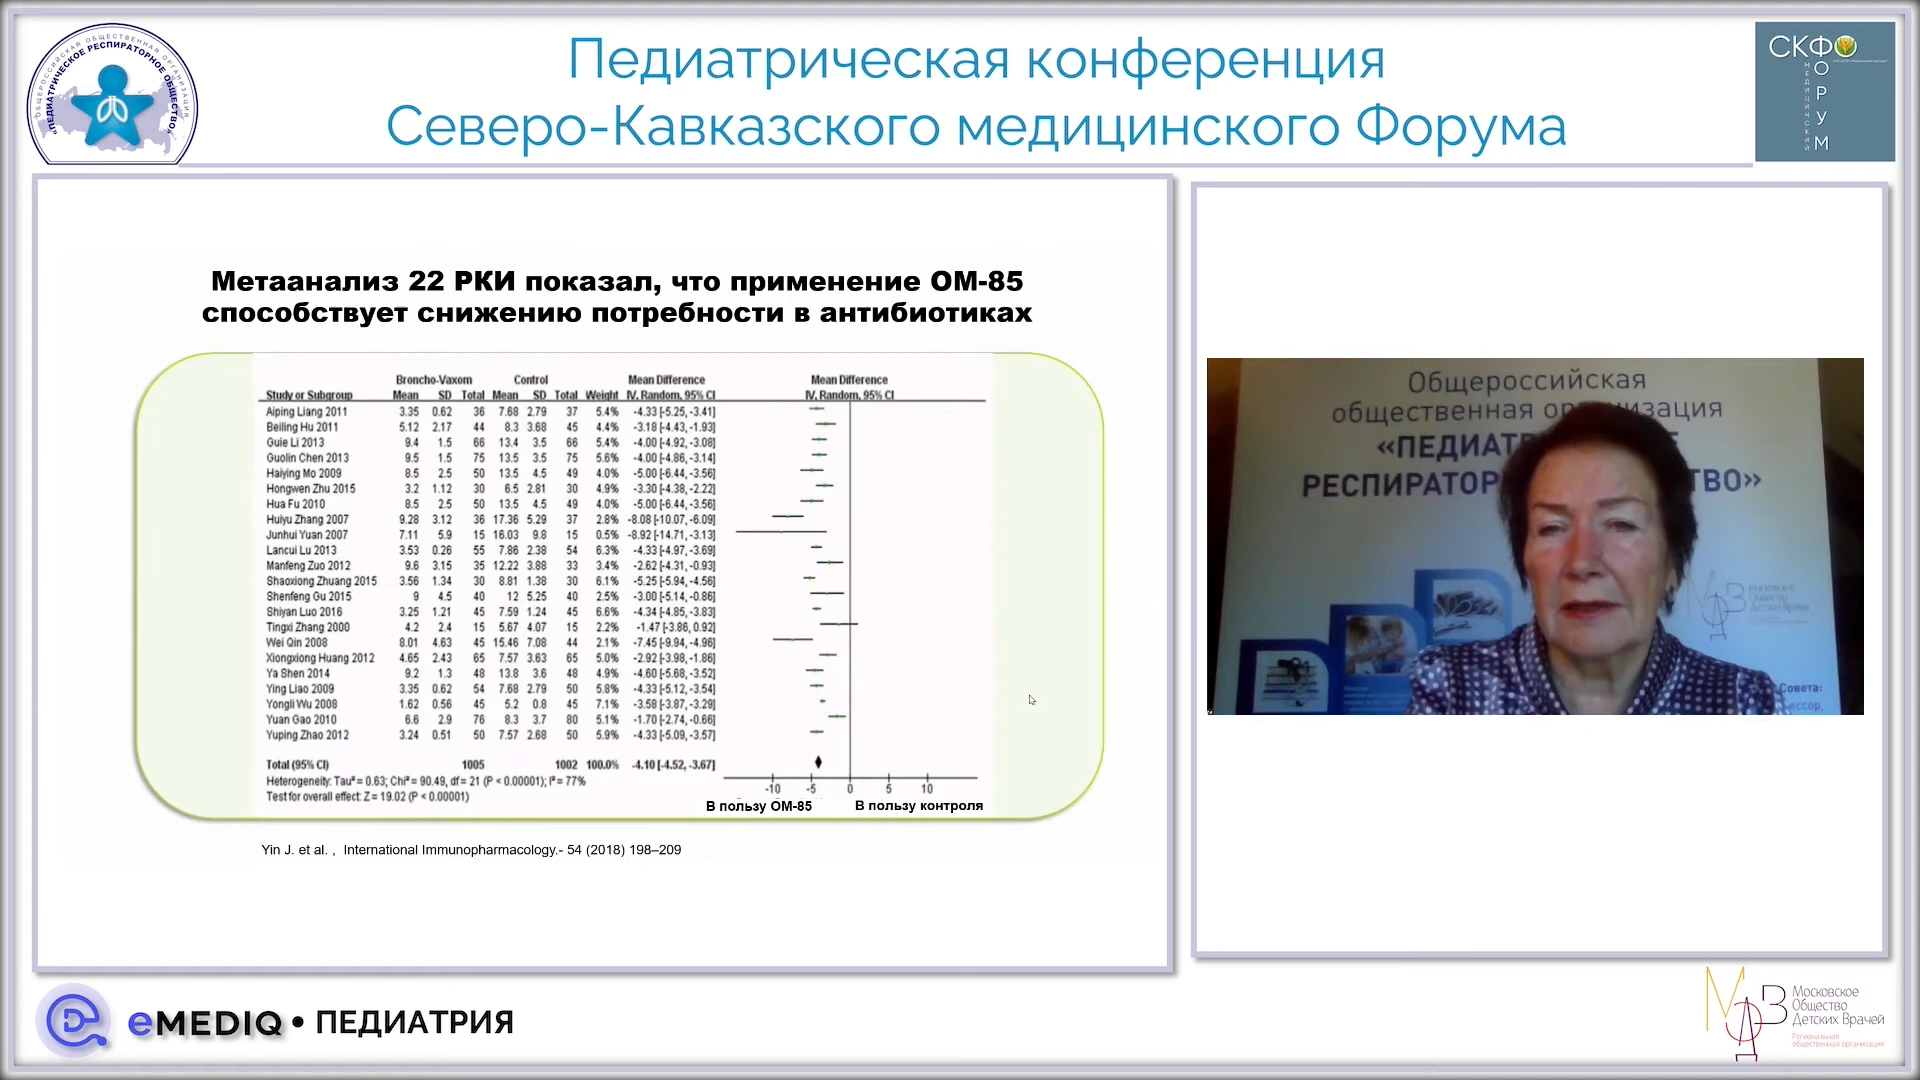 Педиатрическая конференция
Северо-Кавказского медицинского Форума
ОБЩЕРОССИЙСКАЯ ОБЩЕСТВЕННАЯ ОРГАНИЗАЦИЯ
«ПЕДИАТРИЧЕСКОЕ РЕСПИРАТОРНОЕ ОБЩЕСТВО»
СКФО
МЕДИЦИНСКИЙ
ФОРУМ
Метаанализ 22 РКИ показал, что применение ОМ-85
способствует снижению потребности в антибиотиках
Broncho-Vaxom Control Mean Difference Mean Difference
Study or Subgroup Mean SD Total Mean SD Total Weight IV, Random, 95% CI IV, Random, 95% CI
Aiping Liang 2011 3.35 0.62 36 7.68 2.79 37 5.4% -4.33 [-5.25, -3.41]
Beiling Hu 2011 5.12 2.17 44 8.3 3.68 45 4.4% -3.18 [-4.43, -1.93]
Guie Li 2013 9.4 1.5 66 13.4 3.5 66 5.4% -4.00 [-4.92, -3.08]
Guolin Chen 2013 9.5 1.5 75 13.5 3.5 75 5.6% -4.00 [-4.86, -3.14]
Haiying Mo 2009 8.5 2.5 50 13.5 4.5 49 4.0% -5.00 [-6.44, -3.56]
Hongwen Zhu 2015 3.2 1.12 30 6.5 2.81 30 4.9% -3.30 [-4.38, -2.22]
Hua Fu 2010 8.5 2.5 50 13.5 4.5 49 4.0% -5.00 [-6.44, -3.56]
Huiyu Zhang 2007 9.28 3.12 36 17.36 5.29 37 2.8% -8.08 [-10.07, -6.09]
Junhui Yuan 2007 7.11 5.9 15 16.03 9.8 15 0.5% -8.92 [-14.71, -3.13]
Lancui Lu 2013 3.53 0.26 55 7.86 2.38 54 6.3% -4.33 [-4.97, -3.69]
Manfeng Zuo 2012 9.6 3.15 35 12.22 3.88 33 3.4% -2.62 [-4.31, -0.93]
Shaoxiong Zhuang 2015 3.56 1.34 30 8.81 1.38 30 6.1% -5.25 [-5.94, -4.56]
Shenfeng Gu 2015 9 4.5 40 12 5.25 40 2.5% -3.00 [-5.14, -0.86]
Shiyan Luo 2016 3.25 1.21 45 7.59 1.24 45 6.6% -4.34 [-4.85, -3.83]
Tingxi Zhang 2000 4.2 2.4 15 5.67 4.07 15 2.2% -1.47 [-3.86, 0.92]
Wei Qin 2008 8.01 4.63 45 15.46 7.08 44 2.1% -7.45 [-9.94, -4.96]
Xiongxiong Huang 2012 4.65 2.43 65 7.57 3.63 65 5.0% -2.92 [-3.98, -1.86]
Ya Shen 2014 9.2 1.3 48 13.8 3.6 48 4.8% -4.60 [-5.68, -3.52]
Ying Liao 2009 3.35 0.62 54 7.68 2.79 50 5.8% -4.33 [-5.12, -3.54]
Yongli Wu 2008 1.62 0.56 45 5.2 0.8 45 7.1% -3.58 [-3.87, -3.29]
Yuan Gao 2010 6.6 2.9 76 8.3 3.7 80 5.1% -1.70 [-2.74, -0.66]
Yuping Zhao 2012 3.24 0.51 50 7.57 2.68 50 5.9% -4.33 [-5.09, -3.57]
Total (95% CI) 1005 1002 100.0% -4.10 [-4.52, -3.67]
Heterogeneity: Tau² = 0.63; Chi² = 90.49, df = 21 (P < 0.00001); I² = 77%
Test for overall effect: Z = 19.02 (P < 0.00001)
-10 -5 0 5 10
В пользу ОМ-85 В пользу контроля
Yin J. et al. , International Immunopharmacology.- 54 (2018) 198–209
Общероссийская
общественная организация
«ПЕДИАТ Е
РЕСПИРАТОР ТВО»
Московское
Общество
Детских Врачей
Совета:
eMEDIQ • ПЕДИАТРИЯ
МОДВ
Московское
Общество
Детских Врачей
Региональная
общественная организация